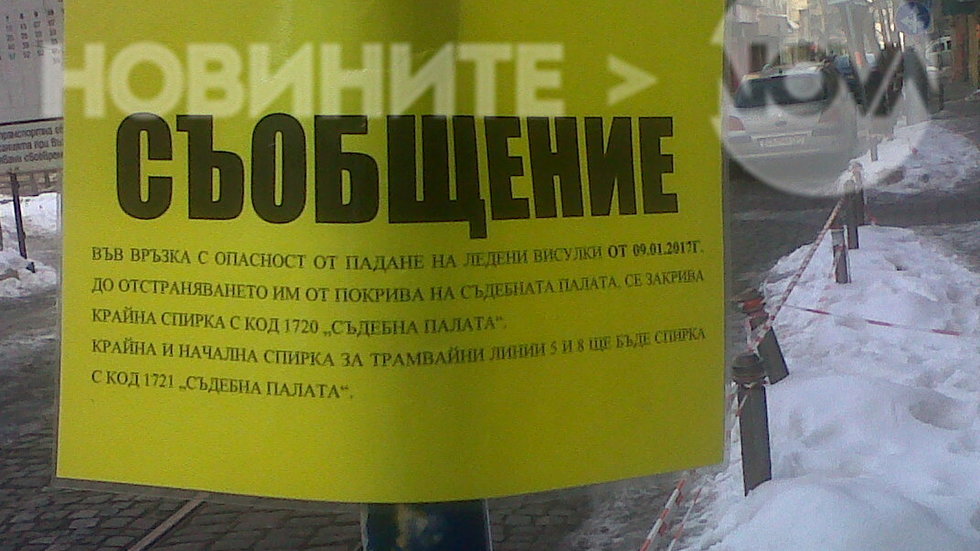 НОВИНИТЕ >
NOVA
СЪОБЩЕНИЕ
ВЪВ ВРЪЗКА С ОПАСНОСТ ОТ ПАДАНЕ НА ЛЕДЕНИ ВИСУЛКИ ОТ 09.01.2017Г.
ДО ОТСТРАНЯВАНЕТО ИМ ОТ ПОКРИВА НА СЪДЕБНАТА ПАЛАТА, СЕ ЗАКРИВА
КРАЙНА СПИРКА С КОД 1720 „СЪДЕБНА ПАЛАТА“.
КРАЙНА И НАЧАЛНА СПИРКА ЗА ТРАМВАЙНИ ЛИНИИ 5 И 8 ЩЕ БЪДЕ СПИРКА
С КОД 1721 „СЪДЕБНА ПАЛАТА“.